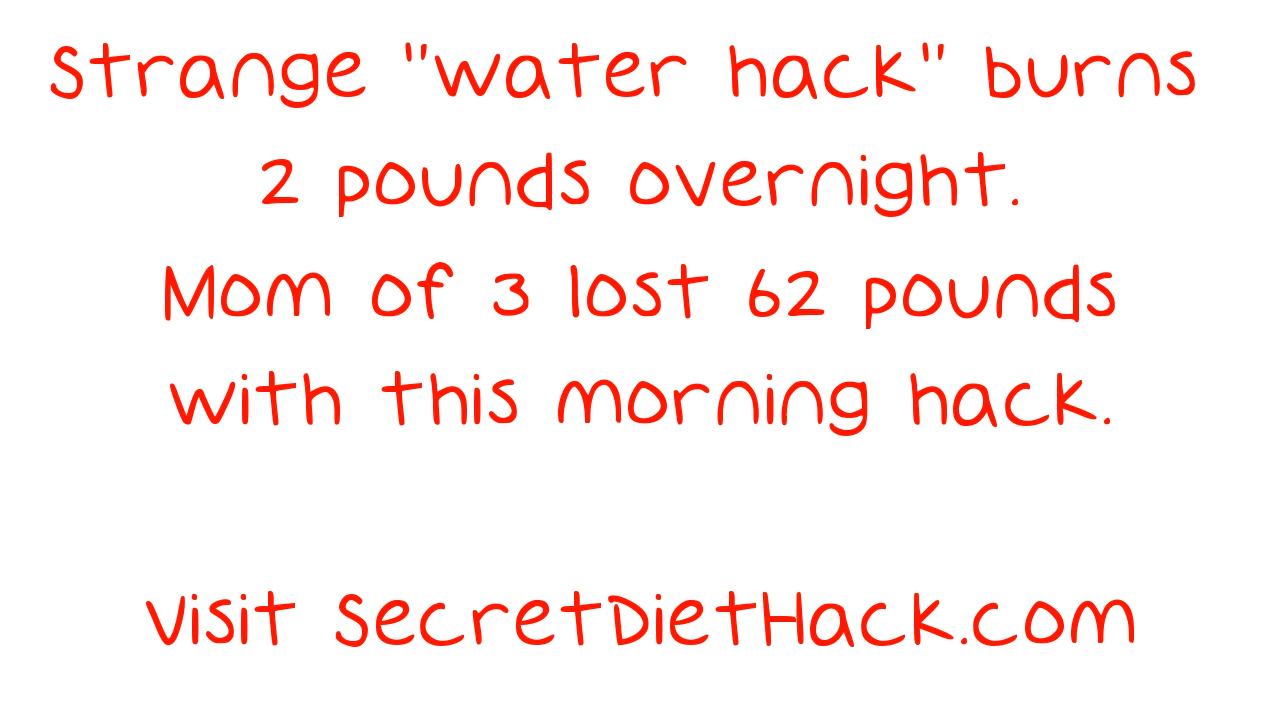 Strange "water hack" burns
2 pounds overnight.
Mom of 3 lost 62 pounds
with this morning hack.
Visit SecretDietHack.com